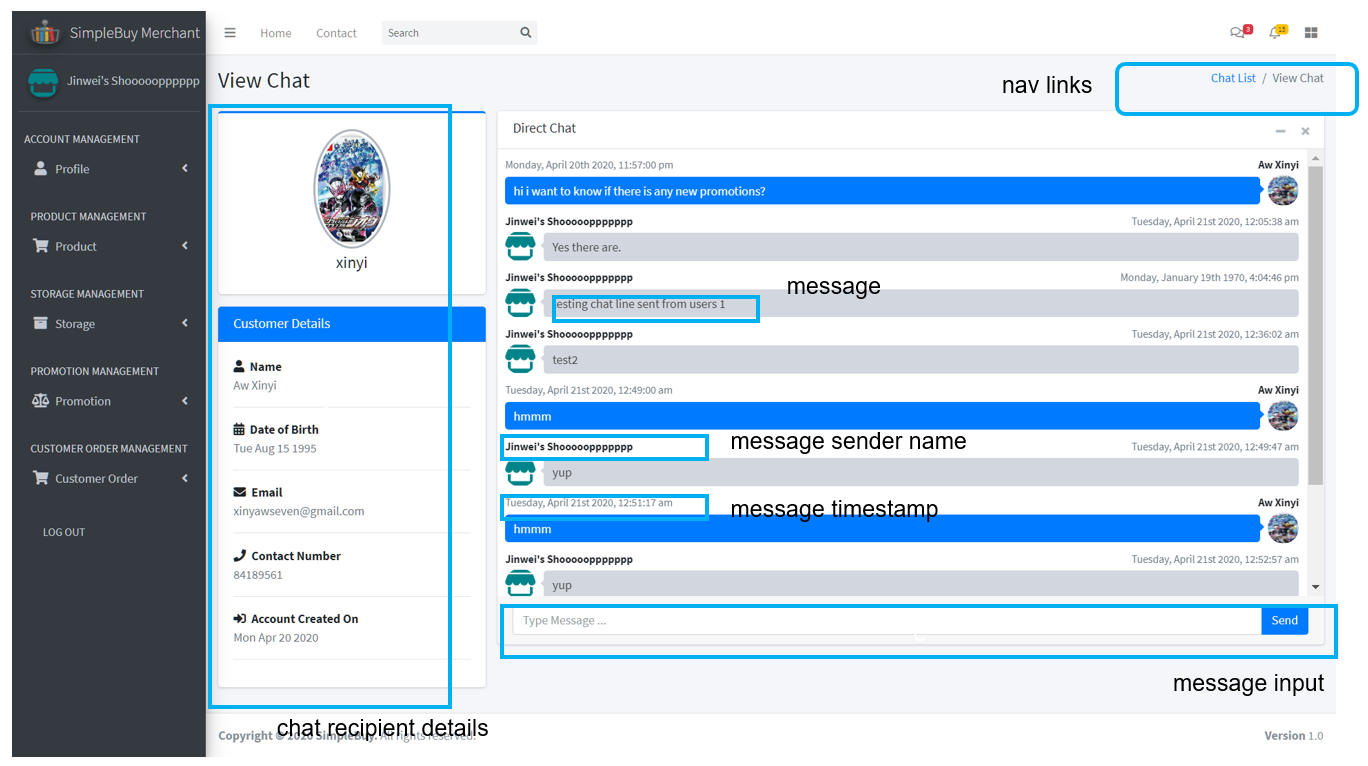 SimpleBuy Merchant
Home
Contact
Search
3
15
Jinwei's Shooooopppppp
View Chat
nav links
Chat List / View Chat
ACCOUNT MANAGEMENT
Profile
PRODUCT MANAGEMENT
Product
STORAGE MANAGEMENT
Storage
PROMOTION MANAGEMENT
Promotion
CUSTOMER ORDER MANAGEMENT
Customer Order
LOG OUT
xinyi
Customer Details
Name
Aw Xinyi
Date of Birth
Tue Aug 15 1995
Email
xinyawseven@gmail.com
Contact Number
84189561
Account Created On
Mon Apr 20 2020
chat recipient details
Direct Chat
Monday, April 20th 2020, 11:57:00 pm
Aw Xinyi
hi i want to know if there is any new promotions?
Jinwei's Shooooopppppp
Tuesday, April 21st 2020, 12:05:38 am
Yes there are.
Jinwei's Shooooopppppp
Monday, January 19th 1970, 4:04:46 pm
message
testing chat line sent from users 1
Jinwei's Shooooopppppp
Tuesday, April 21st 2020, 12:36:02 am
test2
Tuesday, April 21st 2020, 12:49:00 am
Aw Xinyi
hmmm
Jinwei's Shooooopppppp
message sender name
Tuesday, April 21st 2020, 12:49:47 am
yup
Tuesday, April 21st 2020, 12:51:17 am
message timestamp
Aw Xinyi
hmmm
Jinwei's Shooooopppppp
Tuesday, April 21st 2020, 12:52:57 am
yup
Type Message ...
Send
message input
Copyright © 2020 SimpleBuy. All rights reserved.
Version 1.0